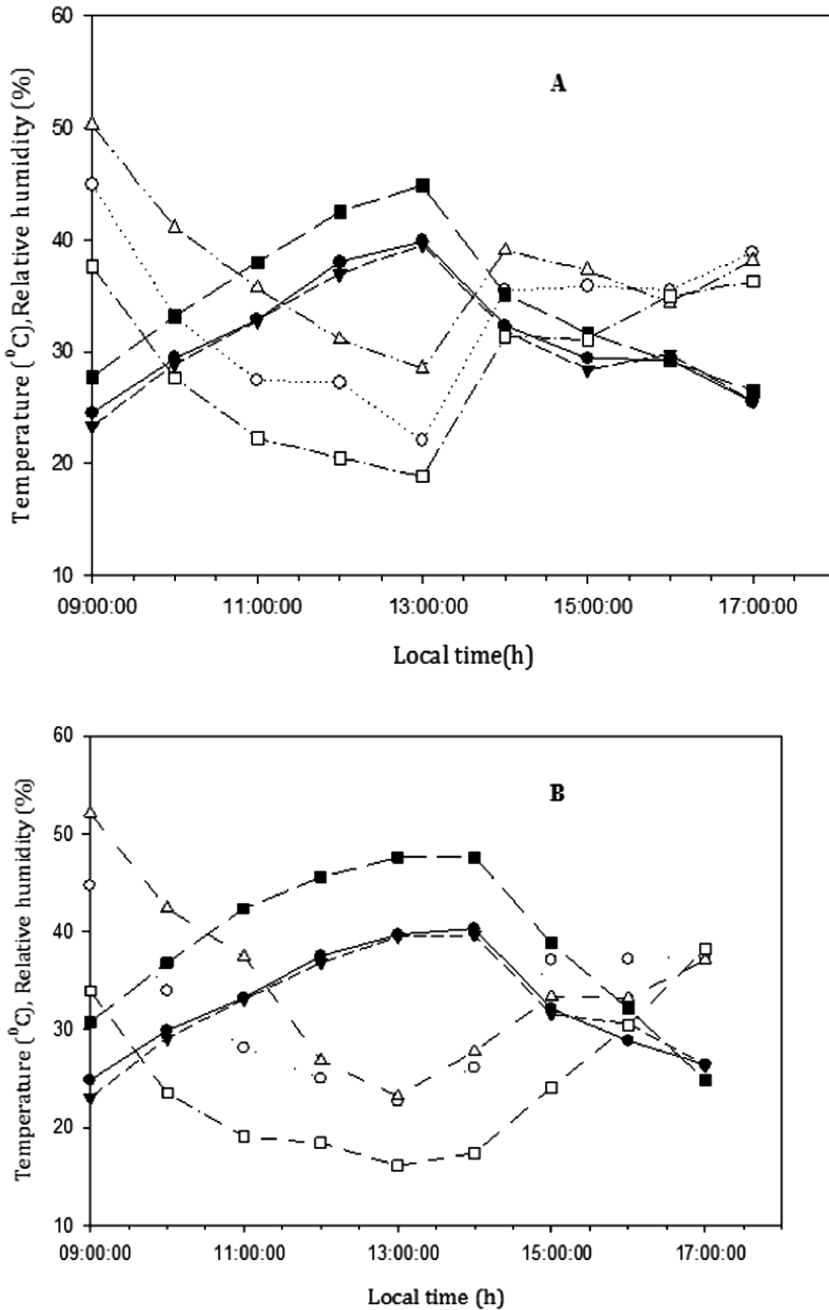 A
Temperature (⁰C),Relative humidity (%)
60
50
40
30
20
10
09:00:00 11:00:00 13:00:00 15:00:00 17:00:00
Local time(h)
B
Temperature (⁰C), Relative humidity (%)
60
50
40
30
20
10
09:00:00 11:00:00 13:00:00 15:00:00 17:00:00
Local time (h)